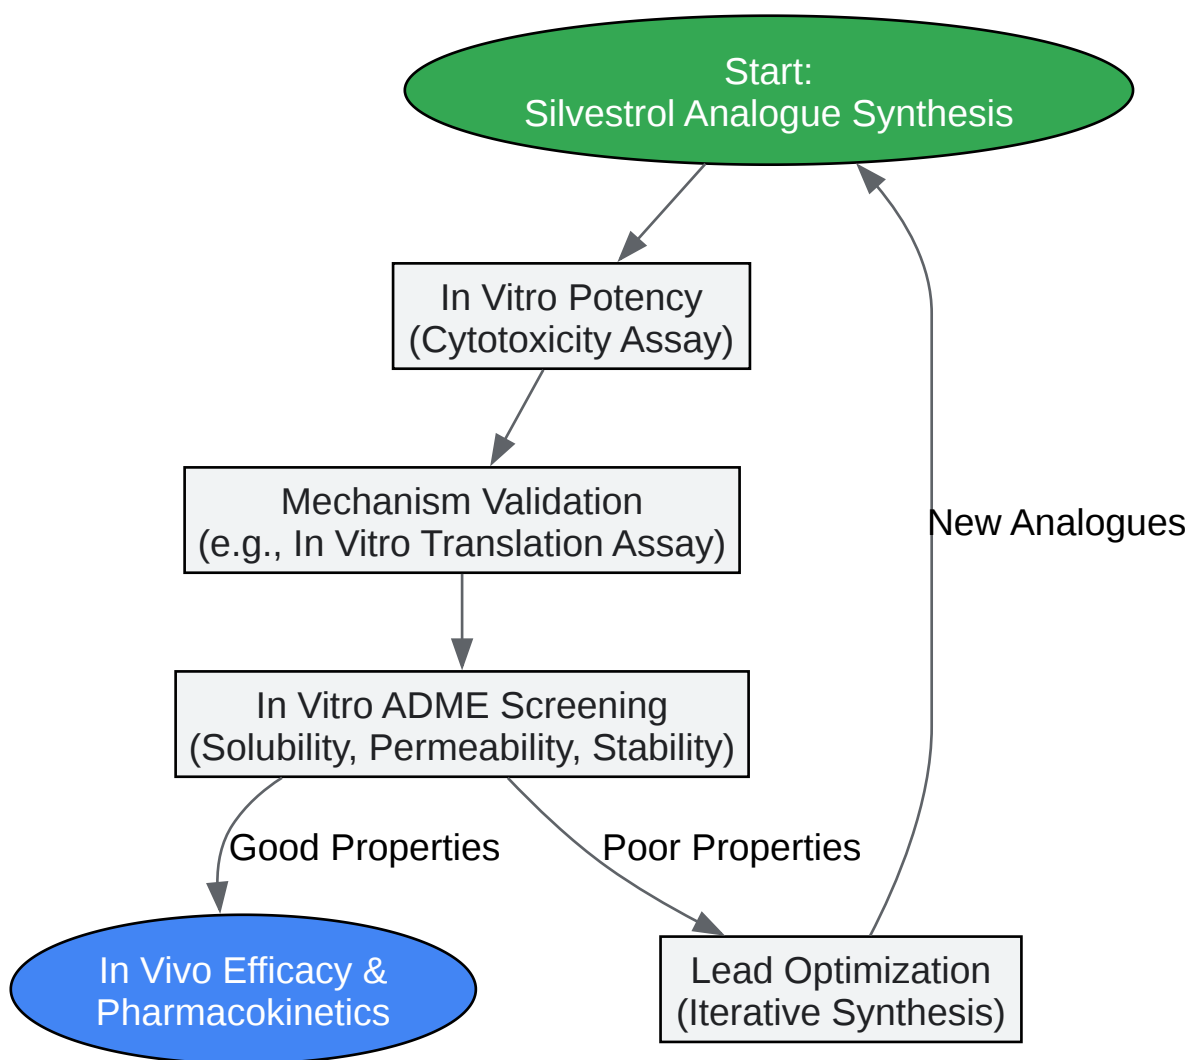 Start:
Silvestrol Analogue Synthesis
In Vitro Potency
(Cytotoxicity Assay)
Mechanism Validation
(e.g., In Vitro Translation Assay)
New Analogues
In Vitro ADME Screening
(Solubility, Permeability, Stability)
Good Properties
Poor Properties
In Vivo Efficacy &
Pharmacokinetics
Lead Optimization
(Iterative Synthesis)